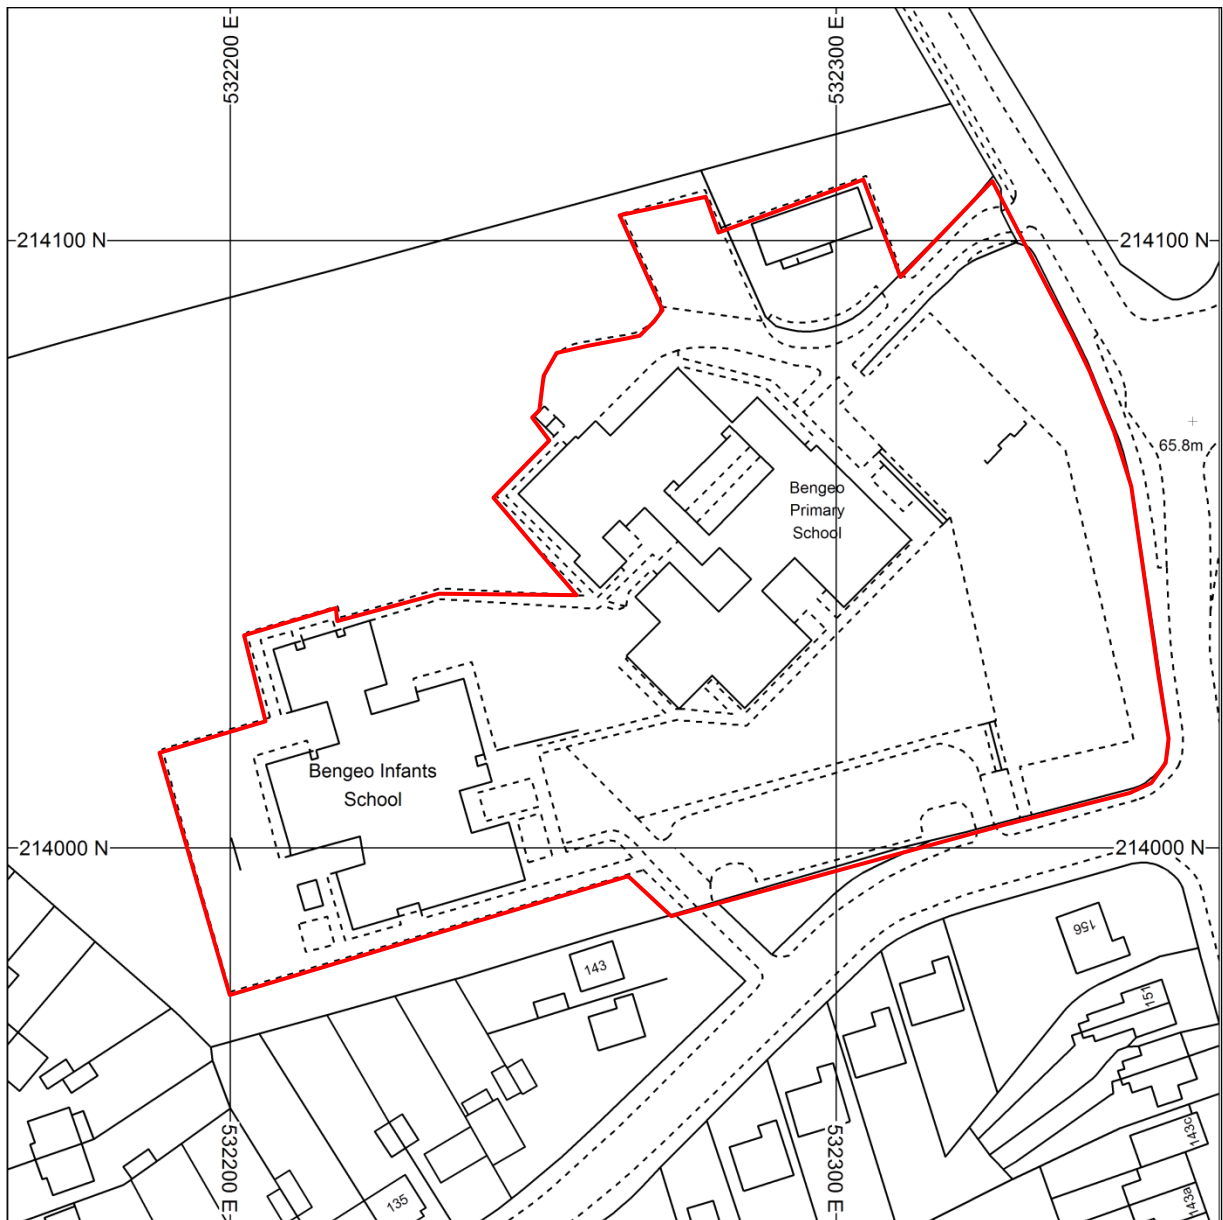 532200 E
532300 E
214100 N
214100 N
65.8m
Bengeo
Primary
School
Bengeo Infants
School
214000 N
214000 N
156
143
151
143c
135
143a
532200 E
532300 E